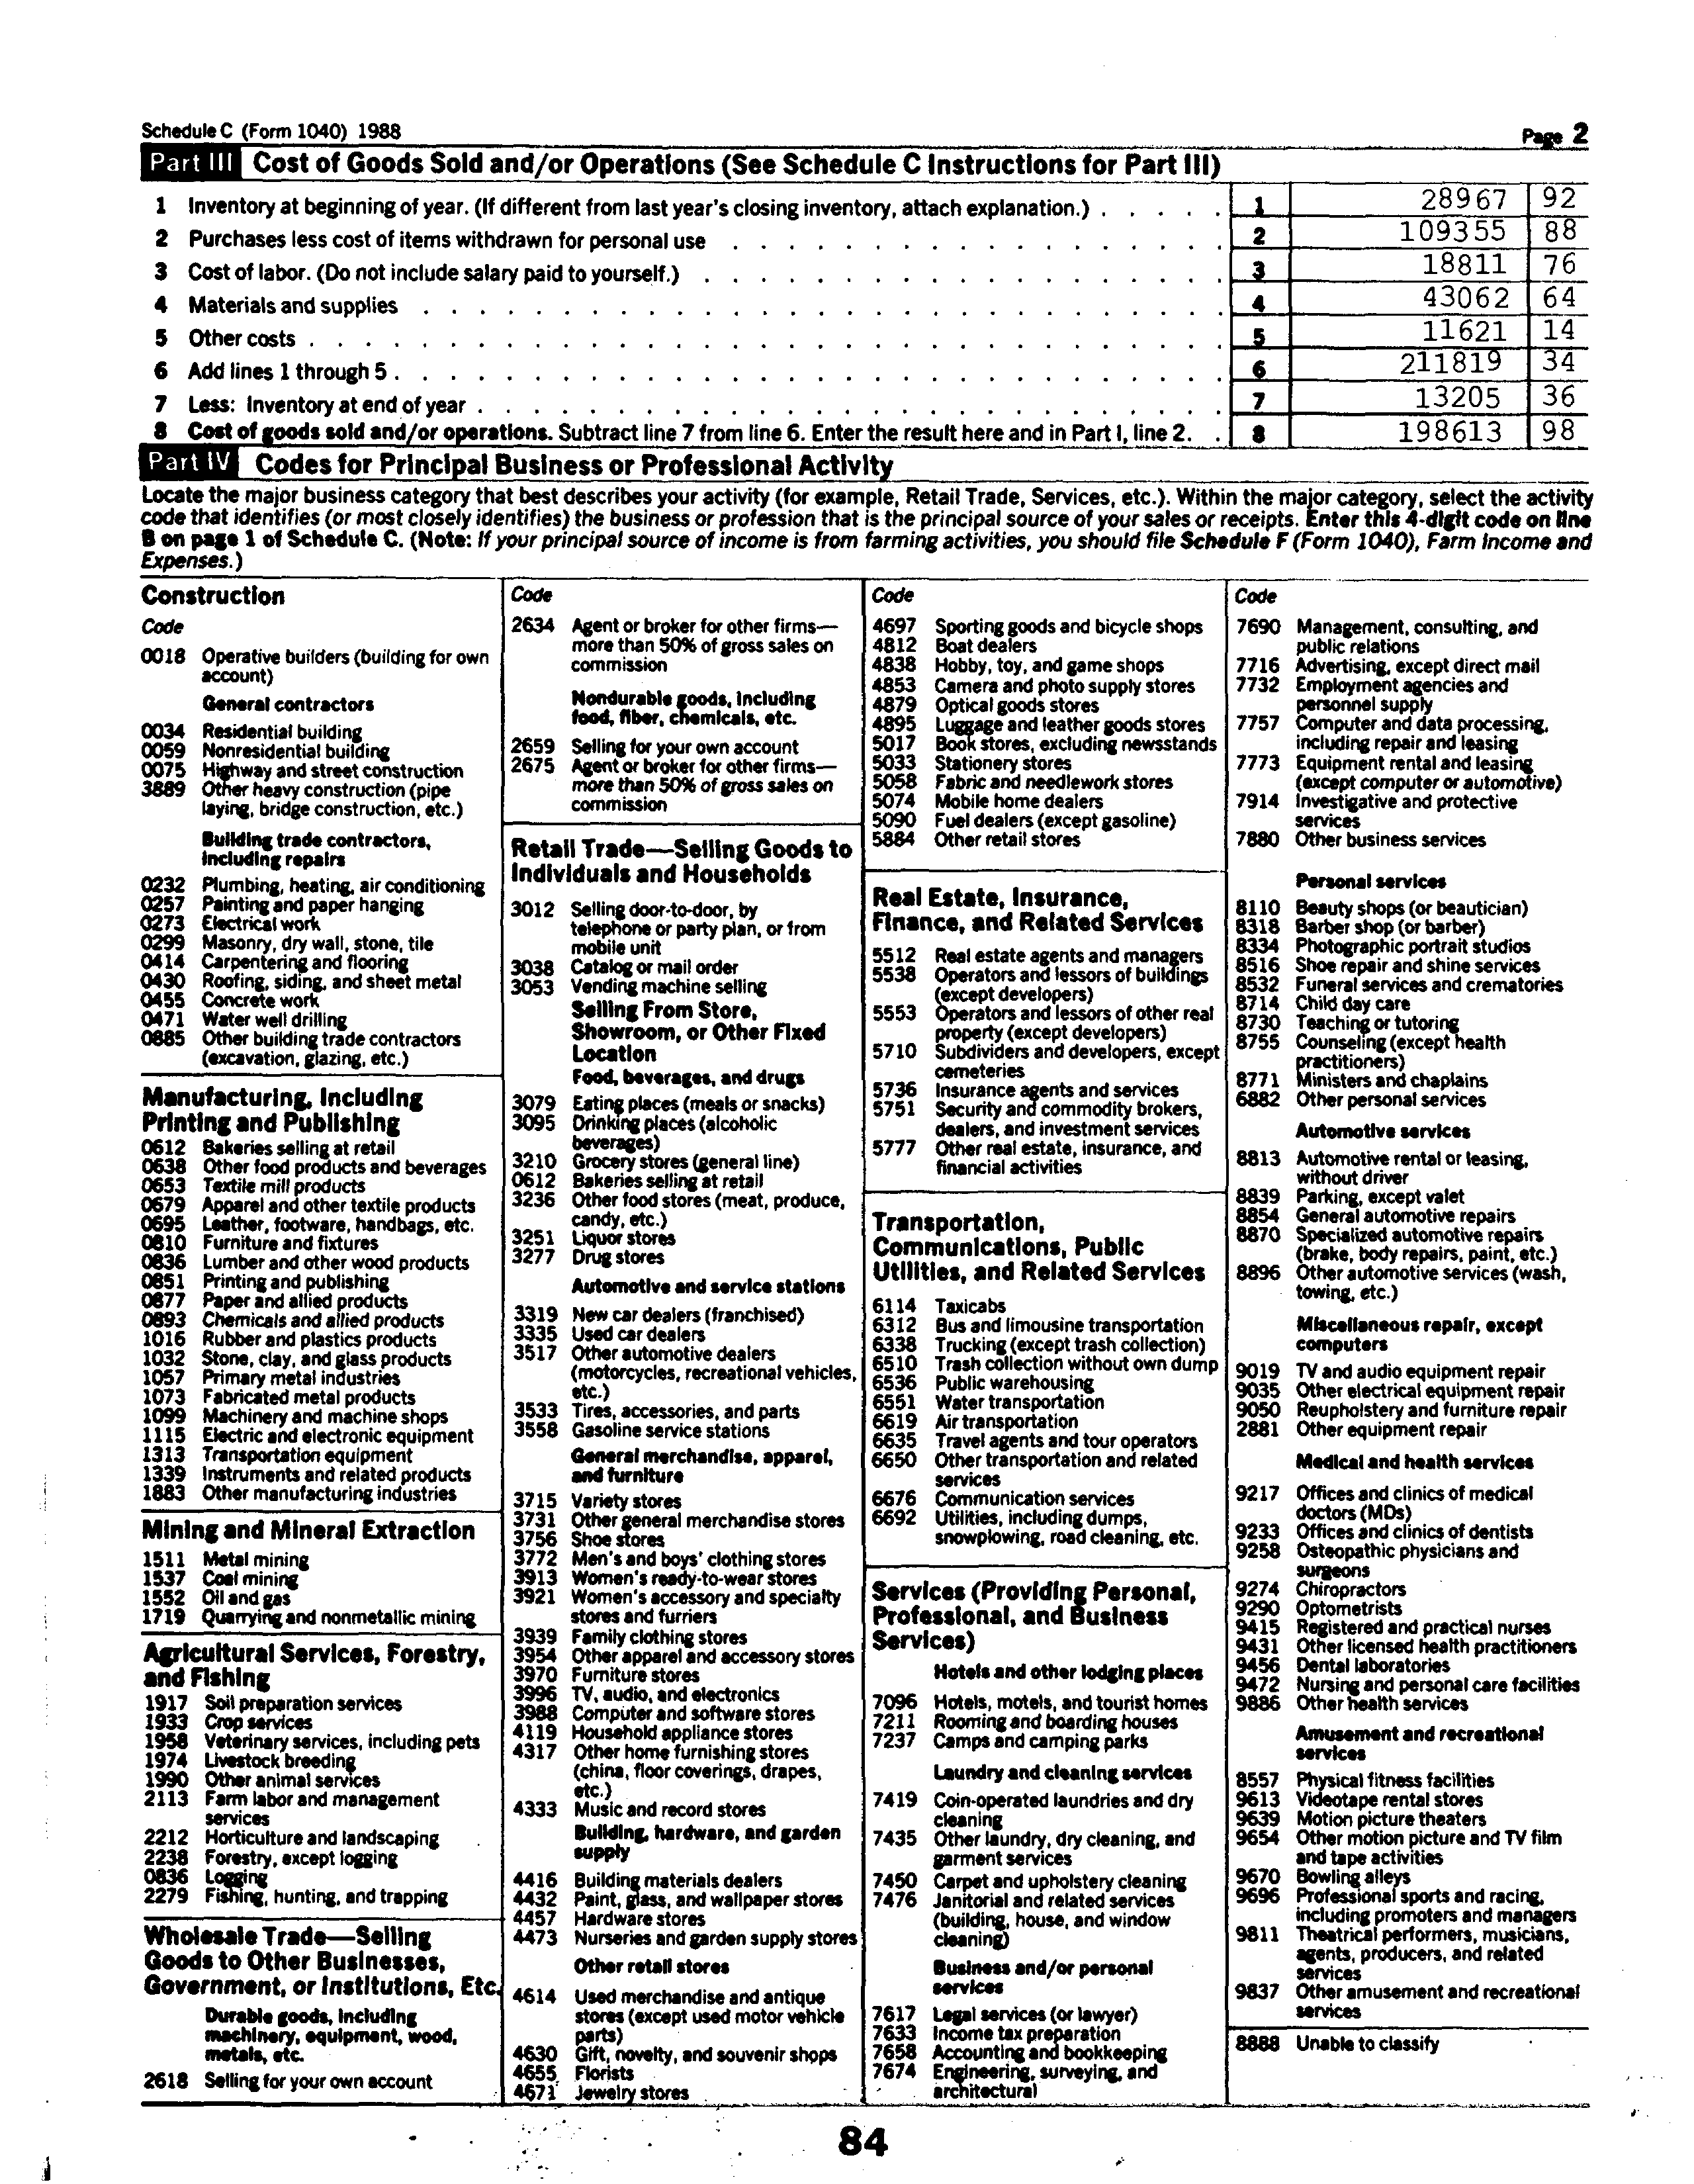 Schedule C (Form 1040) 1988
Page 2
Part III Cost of Goods Sold and/or Operations (See Schedule C Instructions for Part III)
1 Inventory at beginning of year. (If different from last year's closing inventory, attach explanation.) . . . . . 1 28967 92
2 Purchases less cost of items withdrawn for personal use . . . . . 2 109355 88
3 Cost of labor. (Do not include salary paid to yourself.) . . . . . 3 18811 76
4 Materials and supplies . . . . . 4 43062 64
5 Other costs . . . . . 5 11621 14
6 Add lines 1 through 5 . . . . . 6 211819 34
7 Less: Inventory at end of year . . . . . 7 13205 36
8 Cost of goods sold and/or operations. Subtract line 7 from line 6. Enter the result here and in Part I, line 2. . 8 198613 98
Part IV Codes for Principal Business or Professional Activity
Locate the major business category that best describes your activity (for example, Retail Trade, Services, etc.). Within the major category, select the activity
code that identifies (or most closely identifies) the business or profession that is the principal source of your sales or receipts. Enter this 4-digit code on line
B on page 1 of Schedule C. (Note: If your principal source of income is from farming activities, you should file Schedule F (Form 1040), Farm Income and
Expenses.)
Construction
Code
0018 Operative builders (building for own
account)
General contractors
0034 Residential building
0059 Nonresidential building
0075 Highway and street construction
3889 Other heavy construction (pipe
laying, bridge construction, etc.)
Building trade contractors,
including repairs
0232 Plumbing, heating, air conditioning
0257 Painting and paper hanging
0273 Electrical work
0299 Masonry, dry wall, stone, tile
0414 Carpentering and flooring
0430 Roofing, siding, and sheet metal
0455 Concrete work
0471 Water well drilling
0885 Other building trade contractors
(excavation, glazing, etc.)
Manufacturing, Including
Printing and Publishing
0612 Bakeries selling at retail
0638 Other food products and beverages
0653 Textile mill products
0679 Apparel and other textile products
0695 Leather, footware, handbags, etc.
0810 Furniture and fixtures
0836 Lumber and other wood products
0851 Printing and publishing
0877 Paper and allied products
0893 Chemicals and allied products
1016 Rubber and plastics products
1032 Stone, clay, and glass products
1057 Primary metal industries
1073 Fabricated metal products
1099 Machinery and machine shops
1115 Electric and electronic equipment
1313 Transportation equipment
1339 Instruments and related products
1883 Other manufacturing industries
Mining and Mineral Extraction
1511 Metal mining
1537 Coal mining
1552 Oil and gas
1719 Quarrying and nonmetallic mining
Agricultural Services, Forestry,
and Fishing
1917 Soil preparation services
1933 Crop services
1958 Veterinary services, including pets
1974 Livestock breeding
1990 Other animal services
2113 Farm labor and management
services
2212 Horticulture and landscaping
2238 Forestry, except logging
0836 Logging
2279 Fishing, hunting, and trapping
Wholesale Trade—Selling
Goods to Other Businesses,
Government, or Institutions, Etc.
Durable goods, including
machinery, equipment, wood,
metals, etc.
2618 Selling for your own account
Code
2634 Agent or broker for other firms—
more than 50% of gross sales on
commission
Nondurable goods, including
food, fiber, chemicals, etc.
2659 Selling for your own account
2675 Agent or broker for other firms—
more than 50% of gross sales on
commission
Retail Trade—Selling Goods to
Individuals and Households
3012 Selling door-to-door, by
telephone or party plan, or from
mobile unit
3038 Catalog or mail order
3053 Vending machine selling
Selling From Store,
Showroom, or Other Fixed
Location
Food, beverages, and drugs
3079 Eating places (meals or snacks)
3095 Drinking places (alcoholic
beverages)
3210 Grocery stores (general line)
0612 Bakeries selling at retail
3236 Other food stores (meat, produce,
candy, etc.)
3251 Liquor stores
3277 Drug stores
Automotive and service stations
3319 New car dealers (franchised)
3335 Used car dealers
3517 Other automotive dealers
(motorcycles, recreational vehicles,
etc.)
3533 Tires, accessories, and parts
3558 Gasoline service stations
General merchandise, apparel,
and furniture
3715 Variety stores
3731 Other general merchandise stores
3756 Shoe stores
3772 Men's and boys' clothing stores
3913 Women's ready-to-wear stores
3921 Women's accessory and specialty
stores and furriers
3939 Family clothing stores
3954 Other apparel and accessory stores
3970 Furniture stores
3996 TV, audio, and electronics
3988 Computer and software stores
4119 Household appliance stores
4317 Other home furnishing stores
(china, floor coverings, drapes,
etc.)
4333 Music and record stores
Building, hardware, and garden
supply
4416 Building materials dealers
4432 Paint, glass, and wallpaper stores
4457 Hardware stores
4473 Nurseries and garden supply stores
Other retail stores
4614 Used merchandise and antique
stores (except used motor vehicle
parts)
4630 Gift, novelty, and souvenir shops
4655 Florists
4671 Jewelry stores
Code
4697 Sporting goods and bicycle shops
4812 Boat dealers
4838 Hobby, toy, and game shops
4853 Camera and photo supply stores
4879 Optical goods stores
4895 Luggage and leather goods stores
5017 Book stores, excluding newsstands
5033 Stationery stores
5058 Fabric and needlework stores
5074 Mobile home dealers
5090 Fuel dealers (except gasoline)
5884 Other retail stores
Real Estate, Insurance,
Finance, and Related Services
5512 Real estate agents and managers
5538 Operators and lessors of buildings
(except developers)
5553 Operators and lessors of other real
property (except developers)
5710 Subdividers and developers, except
cemeteries
5736 Insurance agents and services
5751 Security and commodity brokers,
dealers, and investment services
5777 Other real estate, insurance, and
financial activities
Transportation,
Communications, Public
Utilities, and Related Services
6114 Taxicabs
6312 Bus and limousine transportation
6338 Trucking (except trash collection)
6510 Trash collection without own dump
6536 Public warehousing
6551 Water transportation
6619 Air transportation
6635 Travel agents and tour operators
6650 Other transportation and related
services
6676 Communication services
6692 Utilities, including dumps,
snowplowing, road cleaning, etc.
Services (Providing Personal,
Professional, and Business
Services)
Hotels and other lodging places
7096 Hotels, motels, and tourist homes
7211 Rooming and boarding houses
7237 Camps and camping parks
Laundry and cleaning services
7419 Coin-operated laundries and dry
cleaning
7435 Other laundry, dry cleaning, and
garment services
7450 Carpet and upholstery cleaning
7476 Janitorial and related services
(building, house, and window
cleaning)
Business and/or personal
services
7617 Legal services (or lawyer)
7633 Income tax preparation
7658 Accounting and bookkeeping
7674 Engineering, surveying, and
architectural
Code
7690 Management, consulting, and
public relations
7716 Advertising, except direct mail
7732 Employment agencies and
personnel supply
7757 Computer and data processing,
including repair and leasing
7773 Equipment rental and leasing
(except computer or automotive)
7914 Investigative and protective
services
7880 Other business services
Personal services
8110 Beauty shops (or beautician)
8318 Barber shop (or barber)
8334 Photographic portrait studios
8516 Shoe repair and shine services
8532 Funeral services and crematories
8714 Child day care
8730 Teaching or tutoring
8755 Counseling (except health
practitioners)
8771 Ministers and chaplains
6882 Other personal services
Automotive services
8813 Automotive rental or leasing,
without driver
8839 Parking, except valet
8854 General automotive repairs
8870 Specialized automotive repairs
(brake, body repairs, paint, etc.)
8896 Other automotive services (wash,
towing, etc.)
Miscellaneous repair, except
computers
9019 TV and audio equipment repair
9035 Other electrical equipment repair
9050 Reupholstery and furniture repair
2881 Other equipment repair
Medical and health services
9217 Offices and clinics of medical
doctors (MDs)
9233 Offices and clinics of dentists
9258 Osteopathic physicians and
surgeons
9274 Chiropractors
9290 Optometrists
9415 Registered and practical nurses
9431 Other licensed health practitioners
9456 Dental laboratories
9472 Nursing and personal care facilities
9886 Other health services
Amusement and recreational
services
8557 Physical fitness facilities
9613 Videotape rental stores
9639 Motion picture theaters
9654 Other motion picture and TV film
and tape activities
9670 Bowling alleys
9696 Professional sports and racing,
including promoters and managers
9811 Theatrical performers, musicians,
agents, producers, and related
services
9837 Other amusement and recreational
services
8888 Unable to classify
84